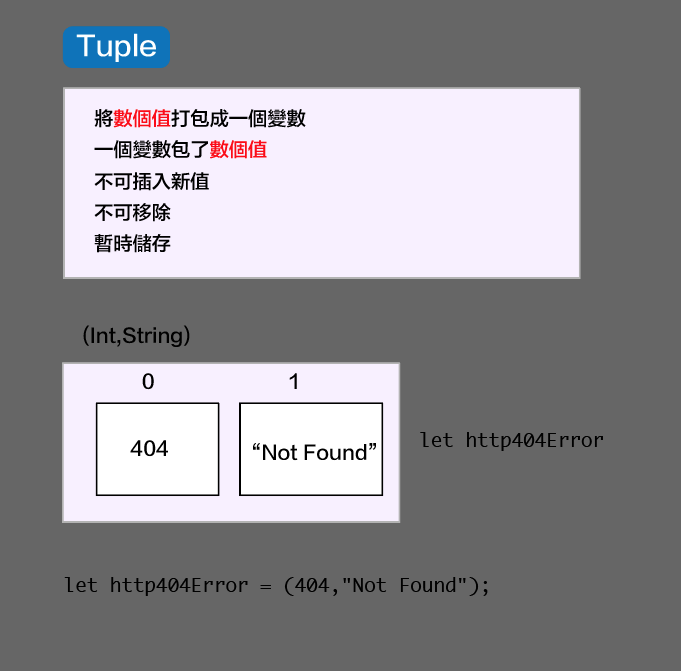 Tuple
將數個值打包成一個變數
一個變數包了數個值
不可插入新值
不可移除
暫時儲存
(Int,String)
0 1
404 “Not Found”
let http404Error
let http404Error = (404,"Not Found");